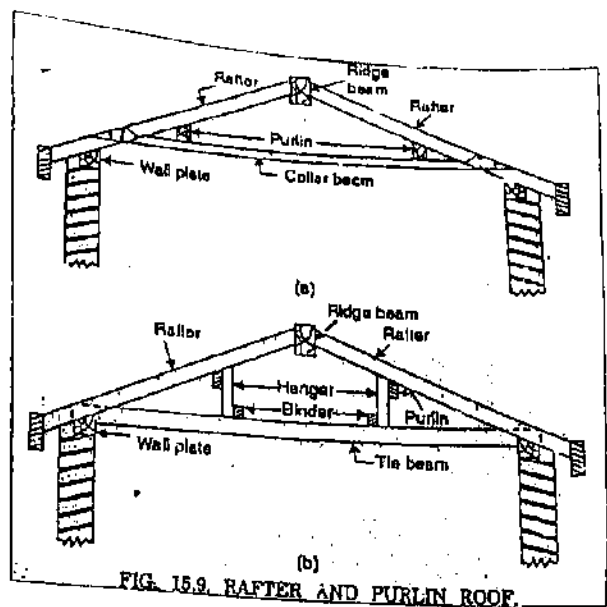 Rafter
Ridge beam
Rafter
Purlin
Wall plate
Collar beam
(a)
Rafter
Ridge beam
Rafter
Hanger
Binder
Purlin
Wall plate
Tie beam
(b)
FIG. 15.9. RAFTER AND PURLIN ROOF.